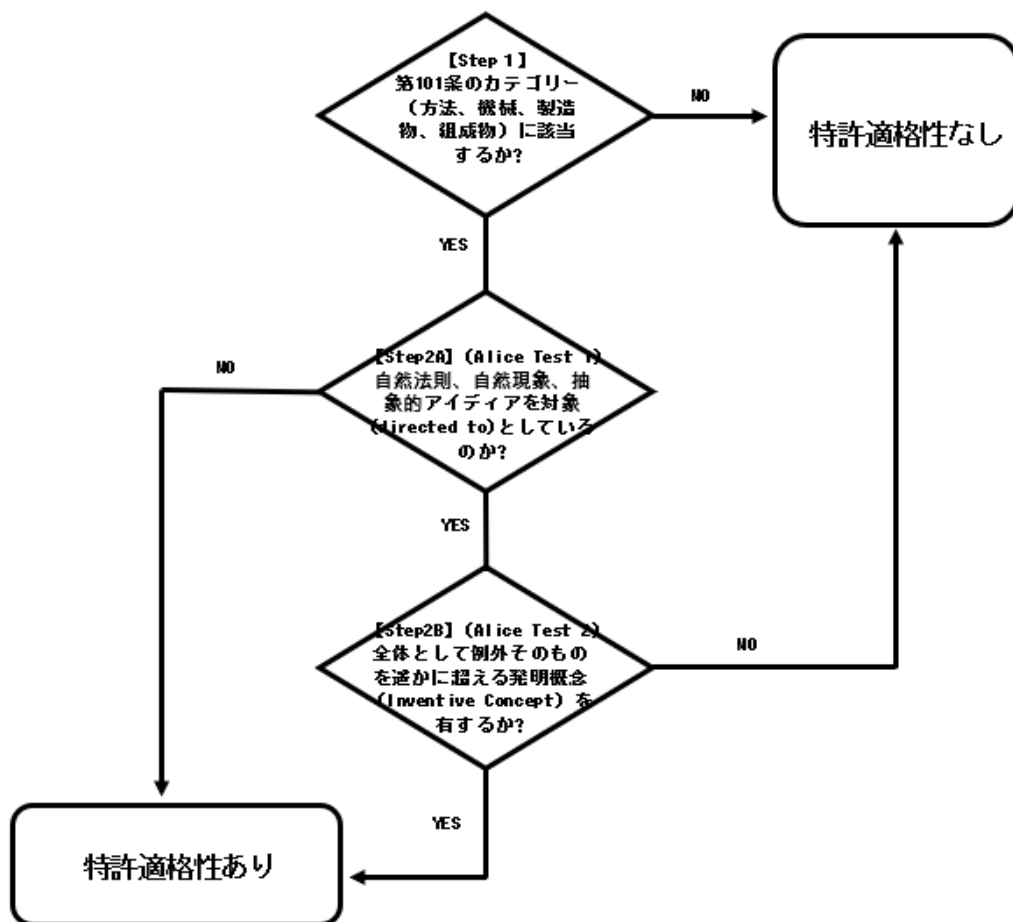 【Step 1】
第101条のカテゴリー
（方法、機械、製造
物、組成物）に該当
するか?
NO
特許適格性なし
YES
【Step2A】(Alice Test 1)
自然法則、自然現象、抽
象的アイディアを対象
(directed to)としている
のか?
NO
YES
【Step2B】(Alice Test 2)
全体として例外そのもの
を遥かに超える発明概念
(Inventive Concept) を
有するか?
NO
YES
特許適格性あり